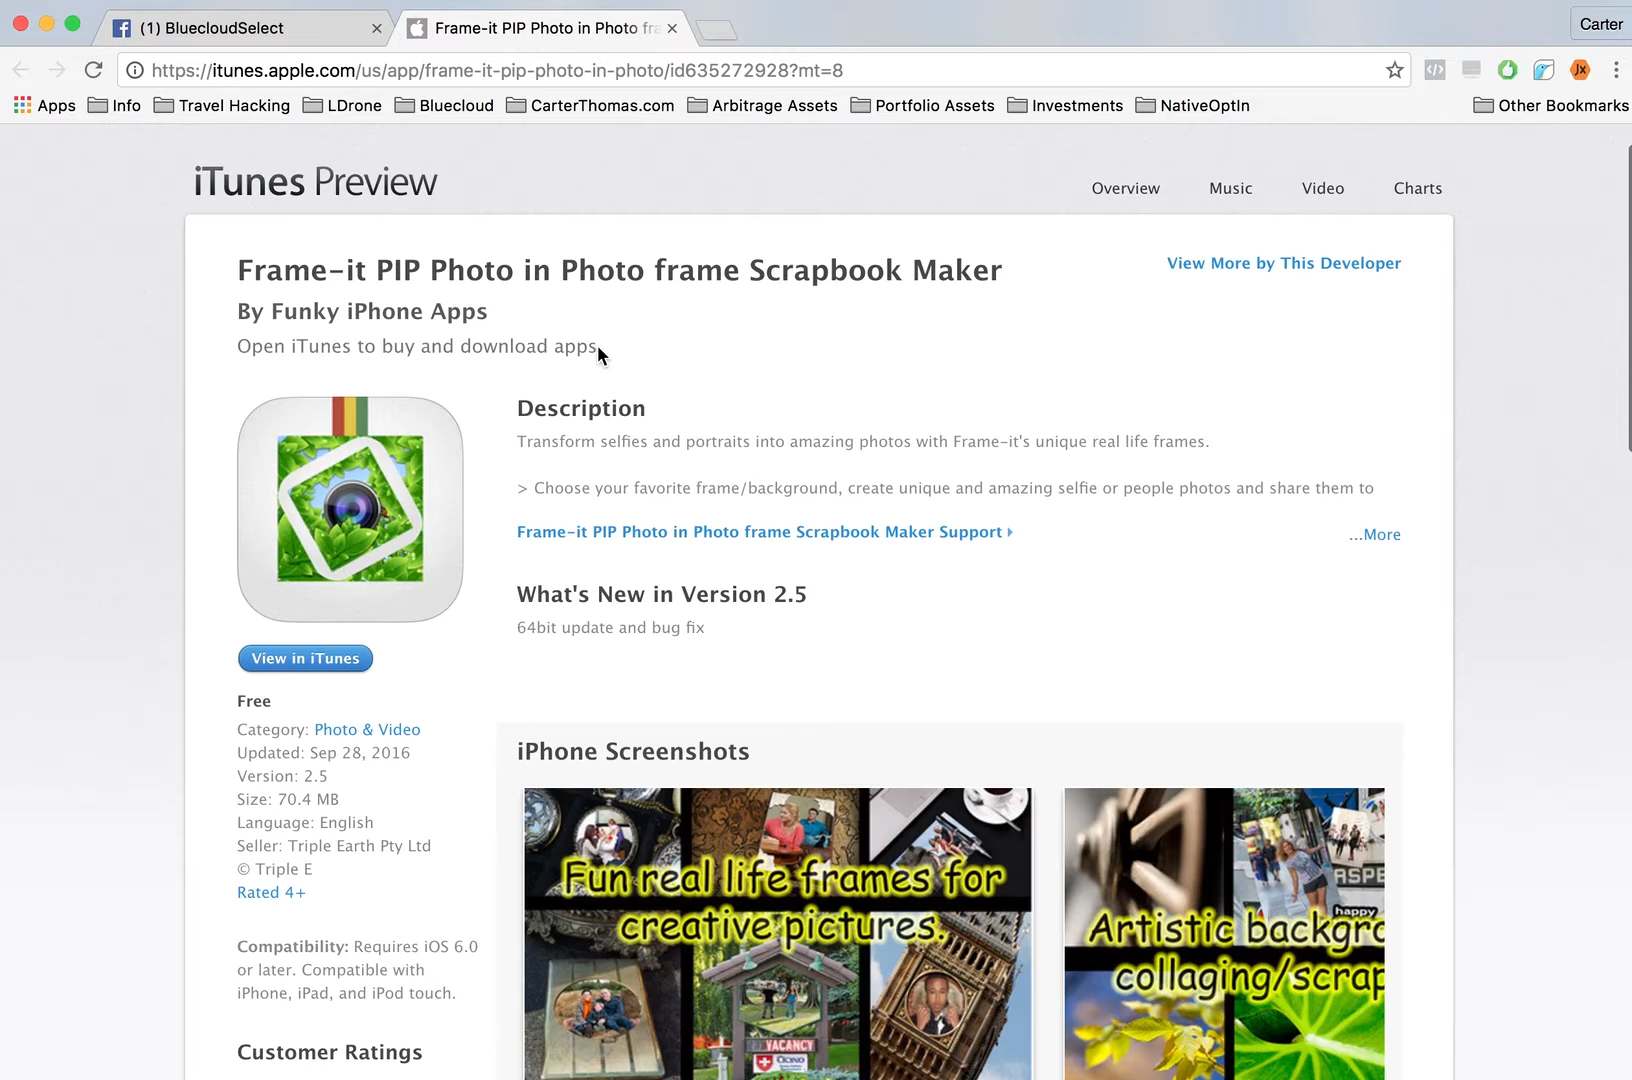 (1) BluecloudSelect
Frame-it PIP Photo in Photo fra
Carter
https://itunes.apple.com/us/app/frame-it-pip-photo-in-photo/id635272928?mt=8
Jx
Apps Info Travel Hacking LDrone Bluecloud CarterThomas.com Arbitrage Assets Portfolio Assets Investments NativeOptIn Other Bookmarks
iTunes Preview
Overview Music Video Charts
Frame-it PIP Photo in Photo frame Scrapbook Maker
View More by This Developer
By Funky iPhone Apps
Open iTunes to buy and download apps.
Description
Transform selfies and portraits into amazing photos with Frame-it's unique real life frames.
> Choose your favorite frame/background, create unique and amazing selfie or people photos and share them to
Frame-it PIP Photo in Photo frame Scrapbook Maker Support
...More
What's New in Version 2.5
64bit update and bug fix
View in iTunes
Free
Category: Photo & Video
Updated: Sep 28, 2016
Version: 2.5
Size: 70.4 MB
Language: English
Seller: Triple Earth Pty Ltd
© Triple E
Rated 4+
Compatibility: Requires iOS 6.0
or later. Compatible with
iPhone, iPad, and iPod touch.
Customer Ratings
iPhone Screenshots
Fun real life frames for
creative pictures.
VACANCY
ASPE
happy
Artistic backgro
collaging/scrap